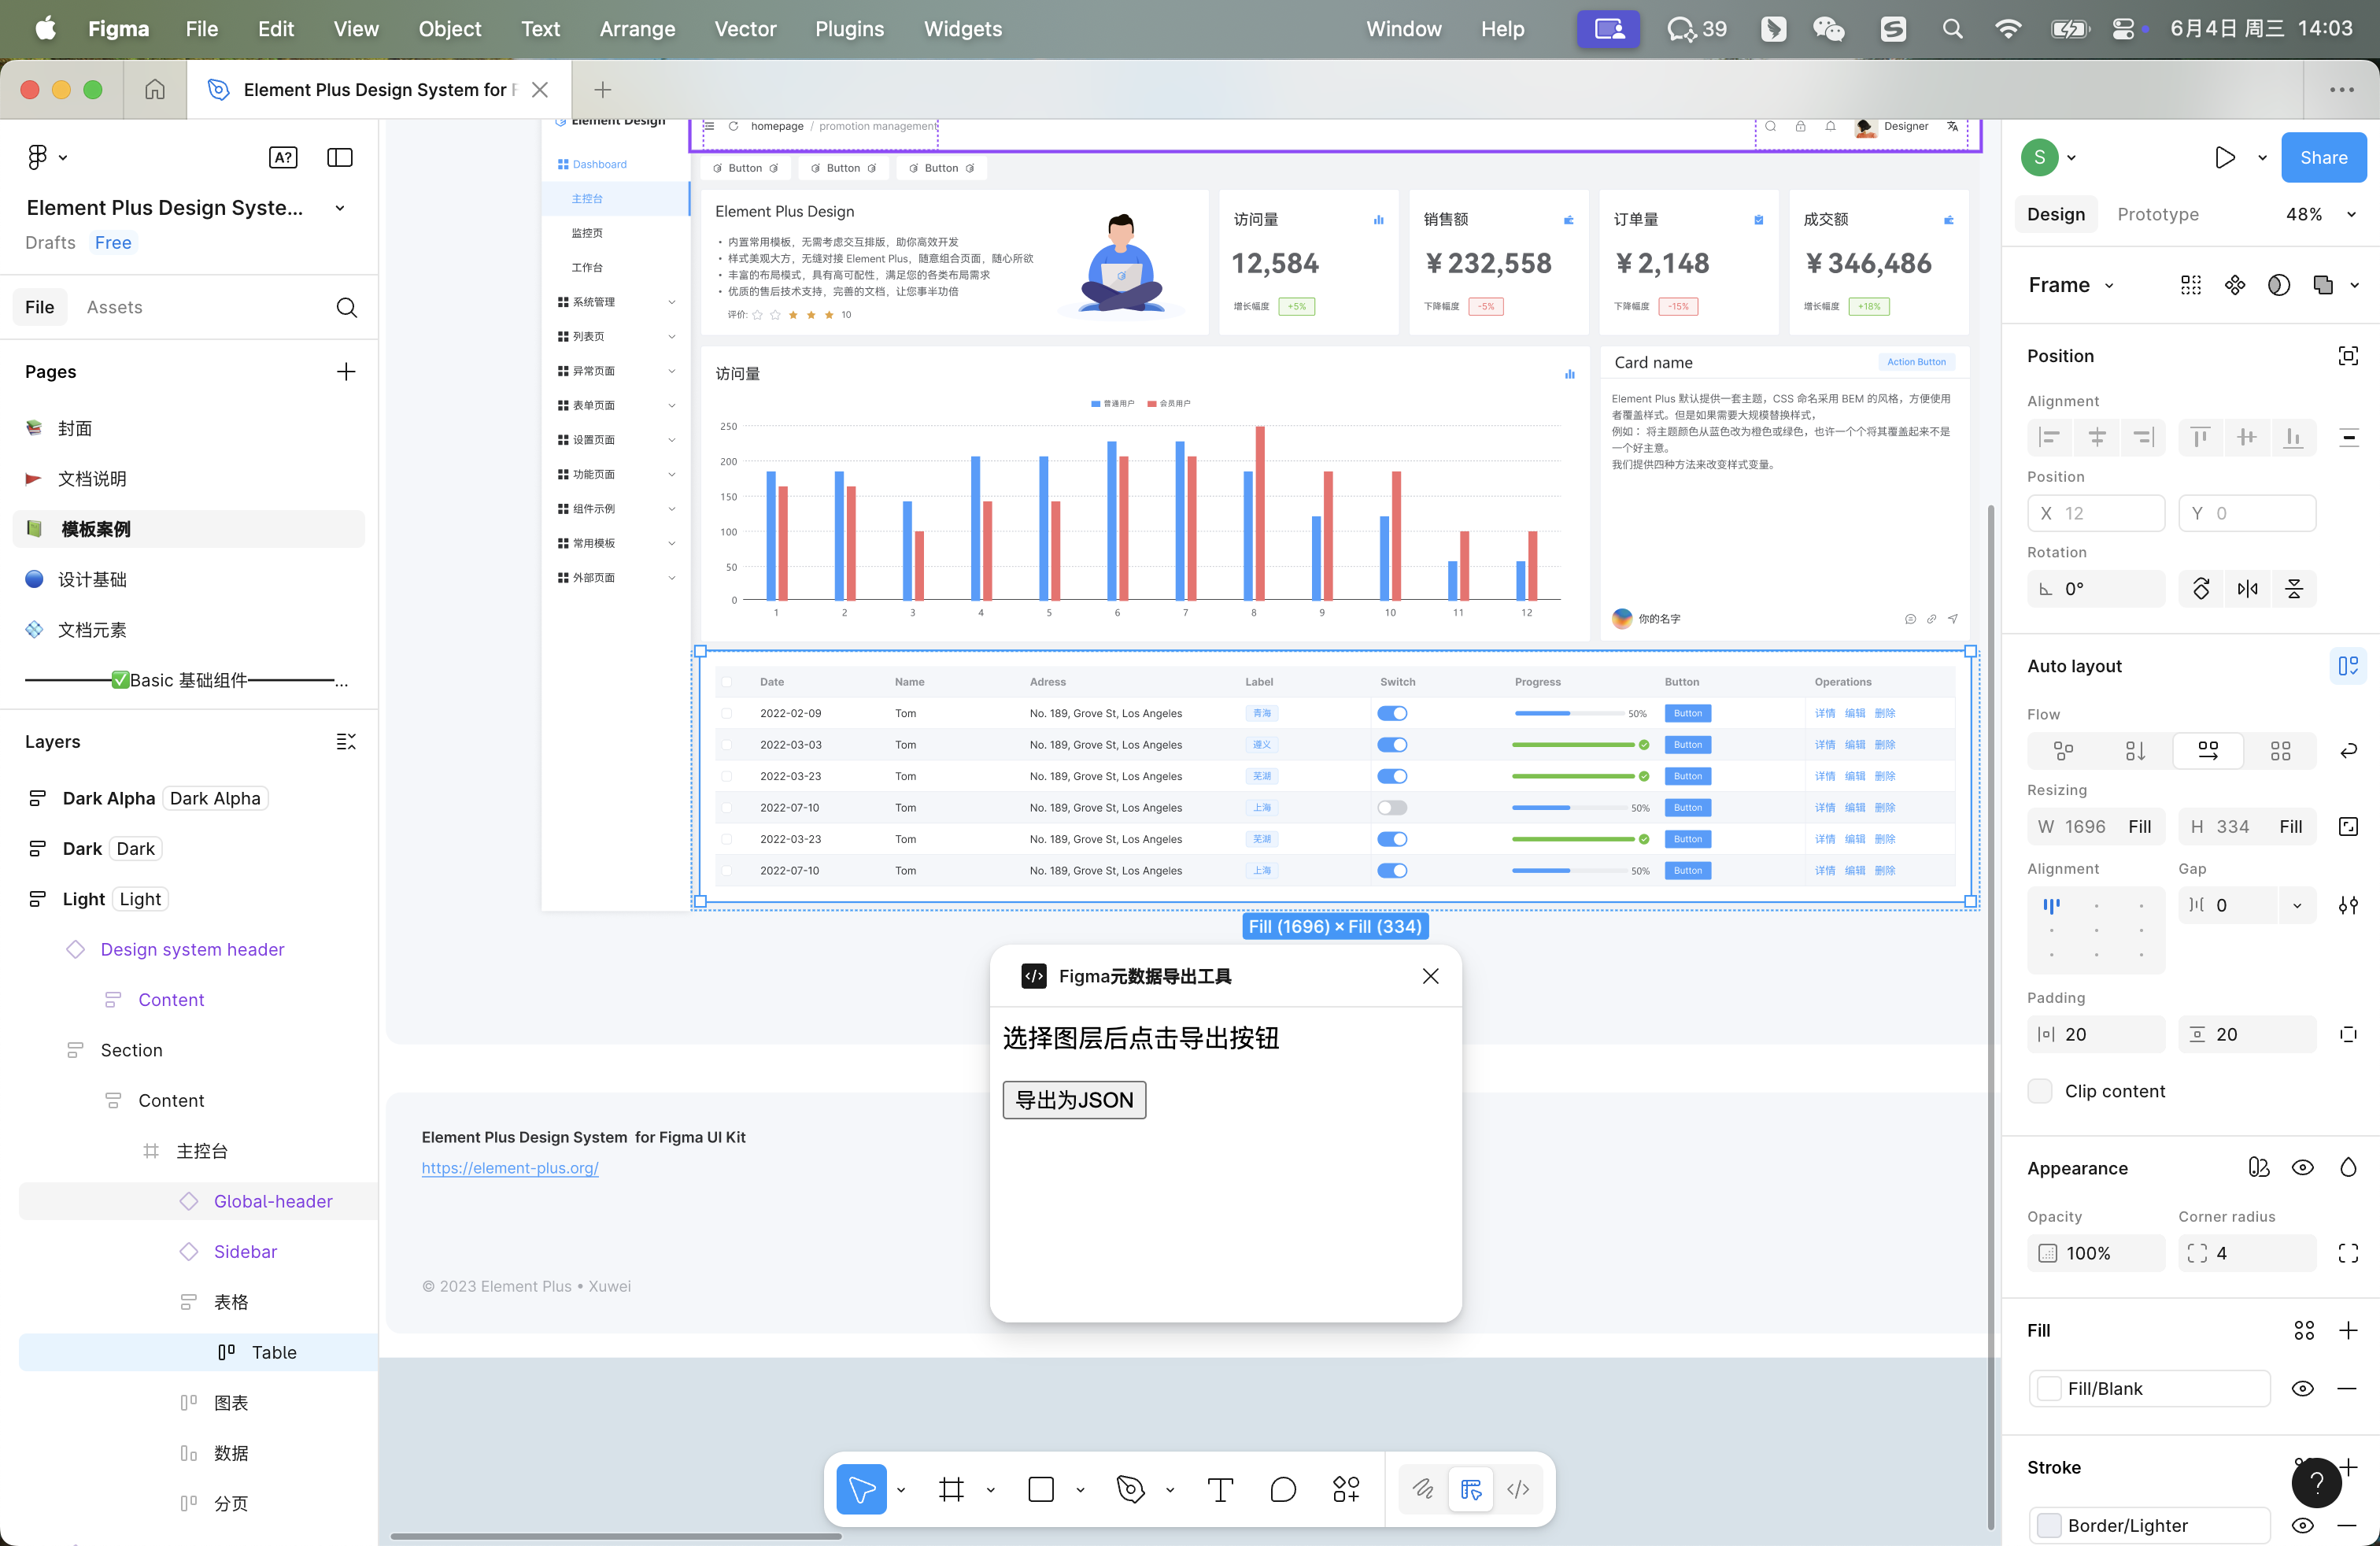 Figma File Edit View Object Text Arrange Vector Plugins Widgets Window Help 39 6月4日 周三 14:03
Element Plus Design System for F
A?
Element Plus Design Syste...
Drafts Free
File Assets
Pages
封面
文档说明
模板案例
设计基础
文档元素
————✅Basic 基础组件————...
Layers
Dark Alpha Dark Alpha
Dark Dark
Light Light
Design system header
Content
Section
Content
主控台
Global-header
Sidebar
表格
Table
图表
数据
分页
Element Design
Dashboard
主控台
监控页
工作台
系统管理
列表页
异常页面
表单页面
设置页面
功能页面
组件示例
常用模板
外部页面
homepage / promotion management
Designer
Button Button Button
Element Plus Design
• 内置常用模板，无需考虑交互排版，助你高效开发
• 样式美观大方，无缝对接 Element Plus，随意组合页面，随心所欲
• 丰富的布局模式，具有高可配性，满足您的各类布局需求
• 优质的售后技术支持，完善的文档，让您事半功倍
评价: 10
访问量
12,584
增长幅度 +5%
销售额
¥232,558
下降幅度 -5%
订单量
¥2,148
下降幅度 -15%
成交额
¥346,486
增长幅度 +18%
访问量
普通用户 会员用户
250
200
150
100
50
0
1 2 3 4 5 6 7 8 9 10 11 12
Card name Action Button
Element Plus 默认提供一套主题，CSS 命名采用 BEM 的风格，方便使用
者覆盖样式。但是如果需要大规模替换样式，
例如： 将主题颜色从蓝色改为橙色或绿色，也许一个个将其覆盖起来不是
一个好主意。
我们提供四种方法来改变样式变量。
你的名字
Date Name Adress Label Switch Progress Button Operations
2022-02-09 Tom No. 189, Grove St, Los Angeles 青海 50% Button 详情 编辑 删除
2022-03-03 Tom No. 189, Grove St, Los Angeles 遵义 Button 详情 编辑 删除
2022-03-23 Tom No. 189, Grove St, Los Angeles 芜湖 Button 详情 编辑 删除
2022-07-10 Tom No. 189, Grove St, Los Angeles 上海 50% Button 详情 编辑 删除
2022-03-23 Tom No. 189, Grove St, Los Angeles 芜湖 Button 详情 编辑 删除
2022-07-10 Tom No. 189, Grove St, Los Angeles 上海 50% Button 详情 编辑 删除
Fill (1696) × Fill (334)
Figma元数据导出工具
选择图层后点击导出按钮
导出为JSON
Element Plus Design System for Figma UI Kit
https://element-plus.org/
© 2023 Element Plus • Xuwei
S Share
Design Prototype 48%
Frame
Position
Alignment
Position
X 12 Y 0
Rotation
0°
Auto layout
Flow
Resizing
W 1696 Fill H 334 Fill
Alignment Gap
0
Padding
20 20
Clip content
Appearance
Opacity Corner radius
100% 4
Fill
Fill/Blank
Stroke
?
Border/Lighter